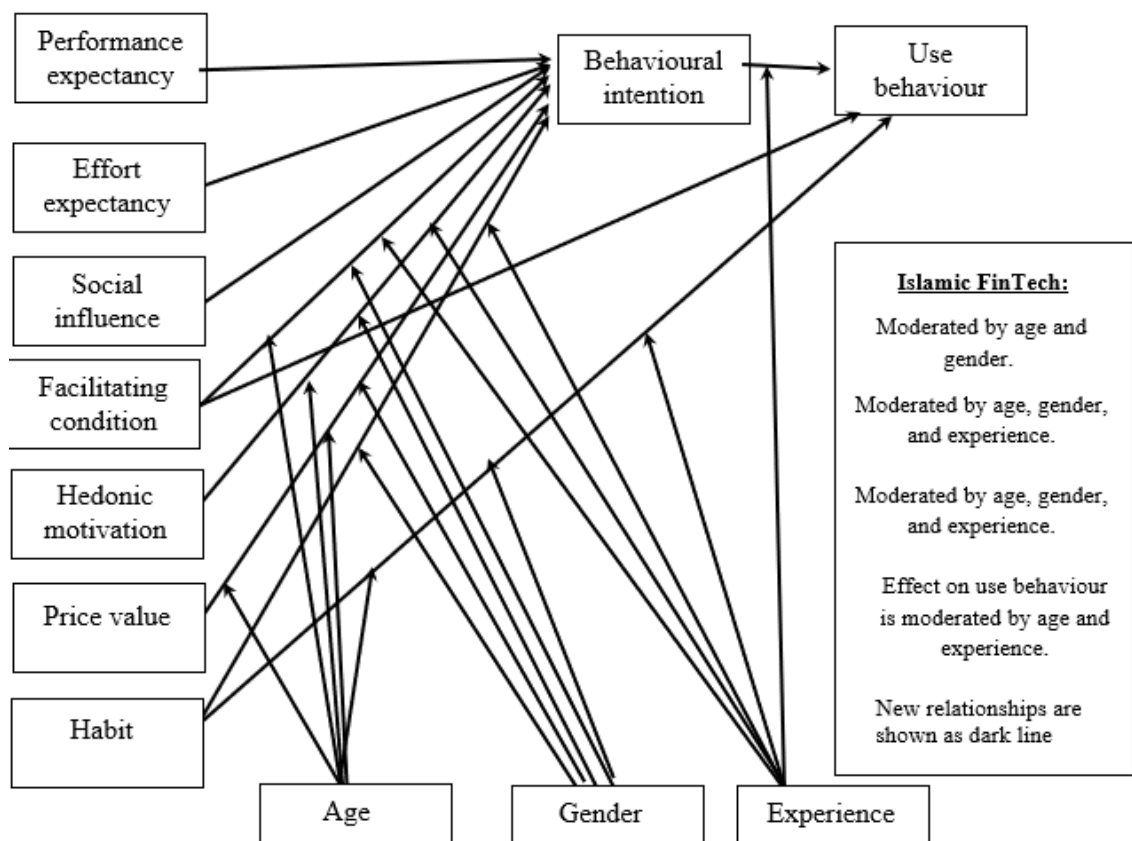 Performance
expectancy
Behavioural
intention
Use
behaviour
Effort
expectancy
Social
influence
Facilitating
condition
Hedonic
motivation
Price value
Habit
Islamic FinTech:
Moderated by age and
gender.
Moderated by age, gender,
and experience.
Moderated by age, gender,
and experience.
Effect on use behaviour
is moderated by age and
experience.
New relationships are
shown as dark line
Age
Gender
Experience